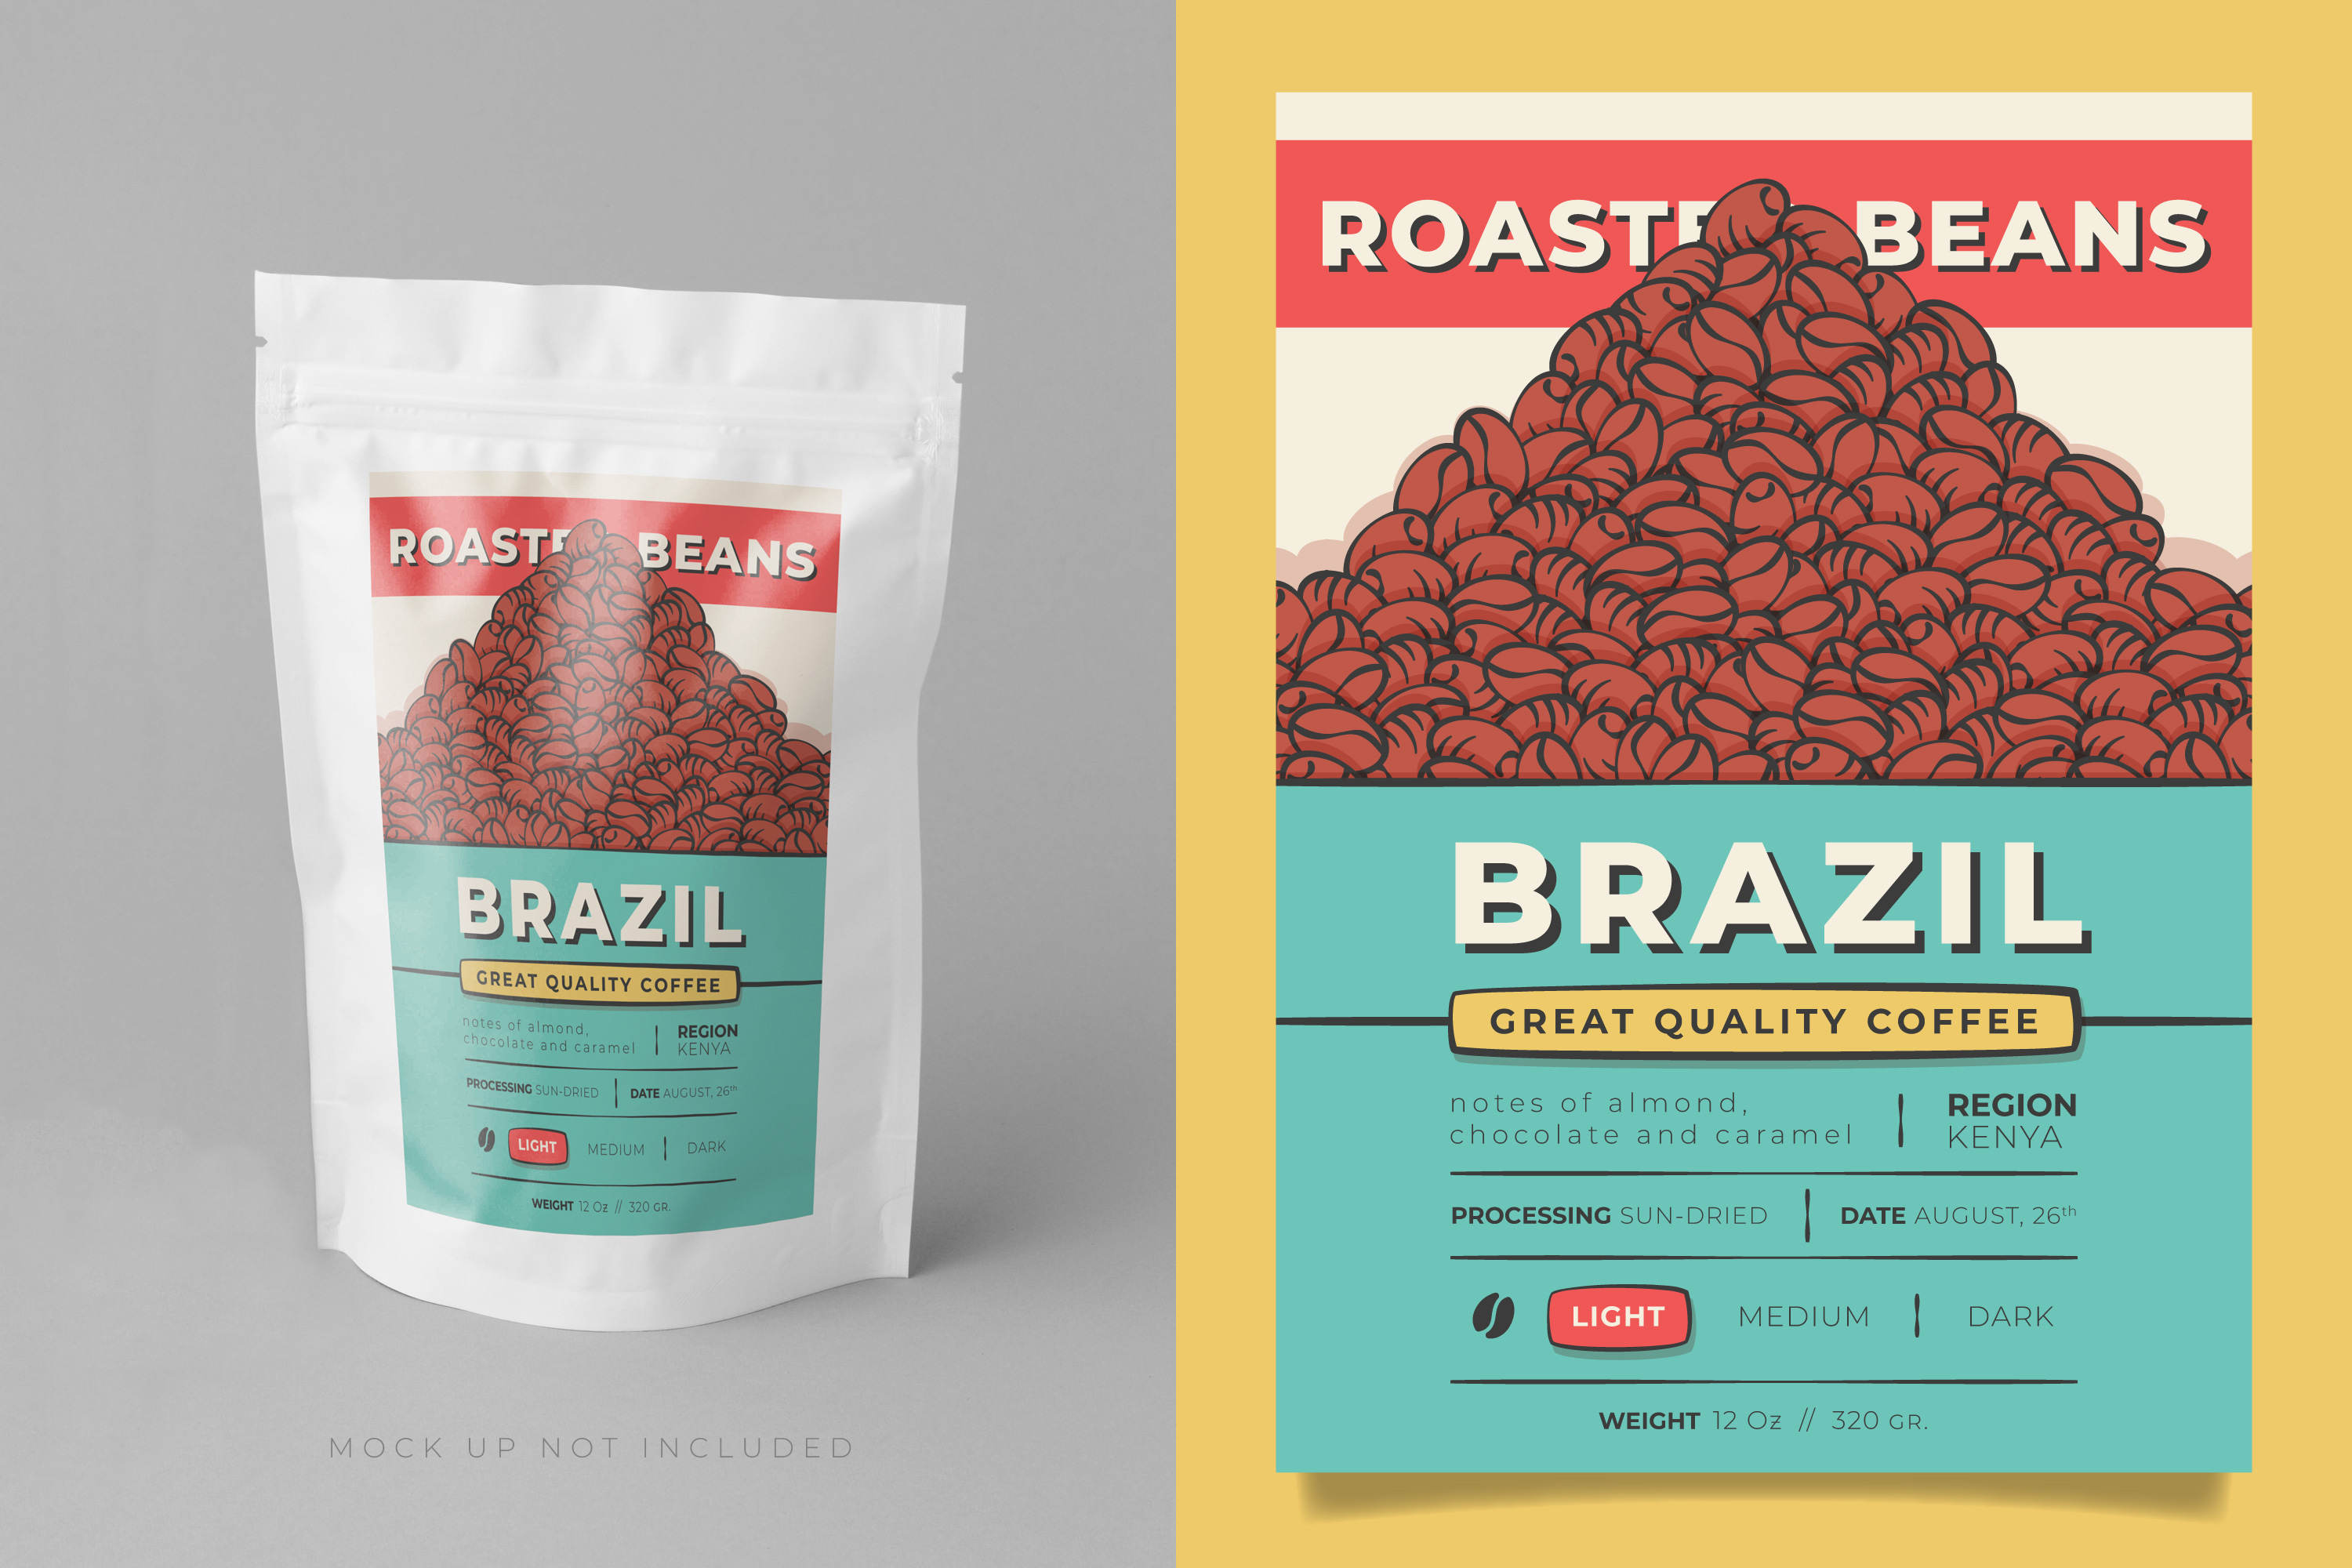 ROASTE BEANS
BRAZIL
GREAT QUALITY COFFEE
notes of almond,
chocolate and caramel
REGION
KENYA
PROCESSING SUN-DRIED
DATE AUGUST, 26th
LIGHT MEDIUM DARK
WEIGHT 12 Oz // 320 GR.
MOCK UP NOT INCLUDED
ROASTE BEANS
BRAZIL
GREAT QUALITY COFFEE
notes of almond,
chocolate and caramel
REGION
KENYA
PROCESSING SUN-DRIED
DATE AUGUST, 26th
LIGHT MEDIUM DARK
WEIGHT 12 Oz // 320 GR.